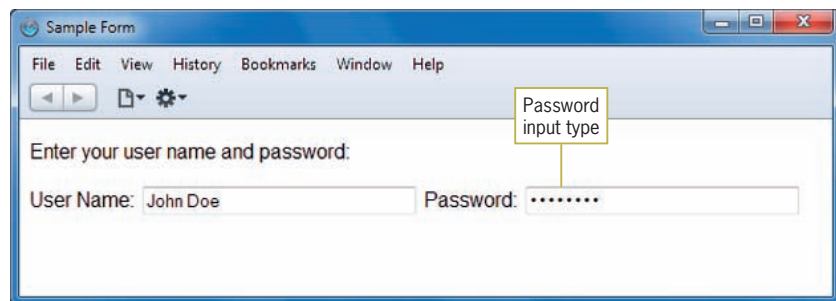 Sample Form
File Edit View History Bookmarks Window Help
Password
input type
Enter your user name and password:
User Name: John Doe Password: ••••••••